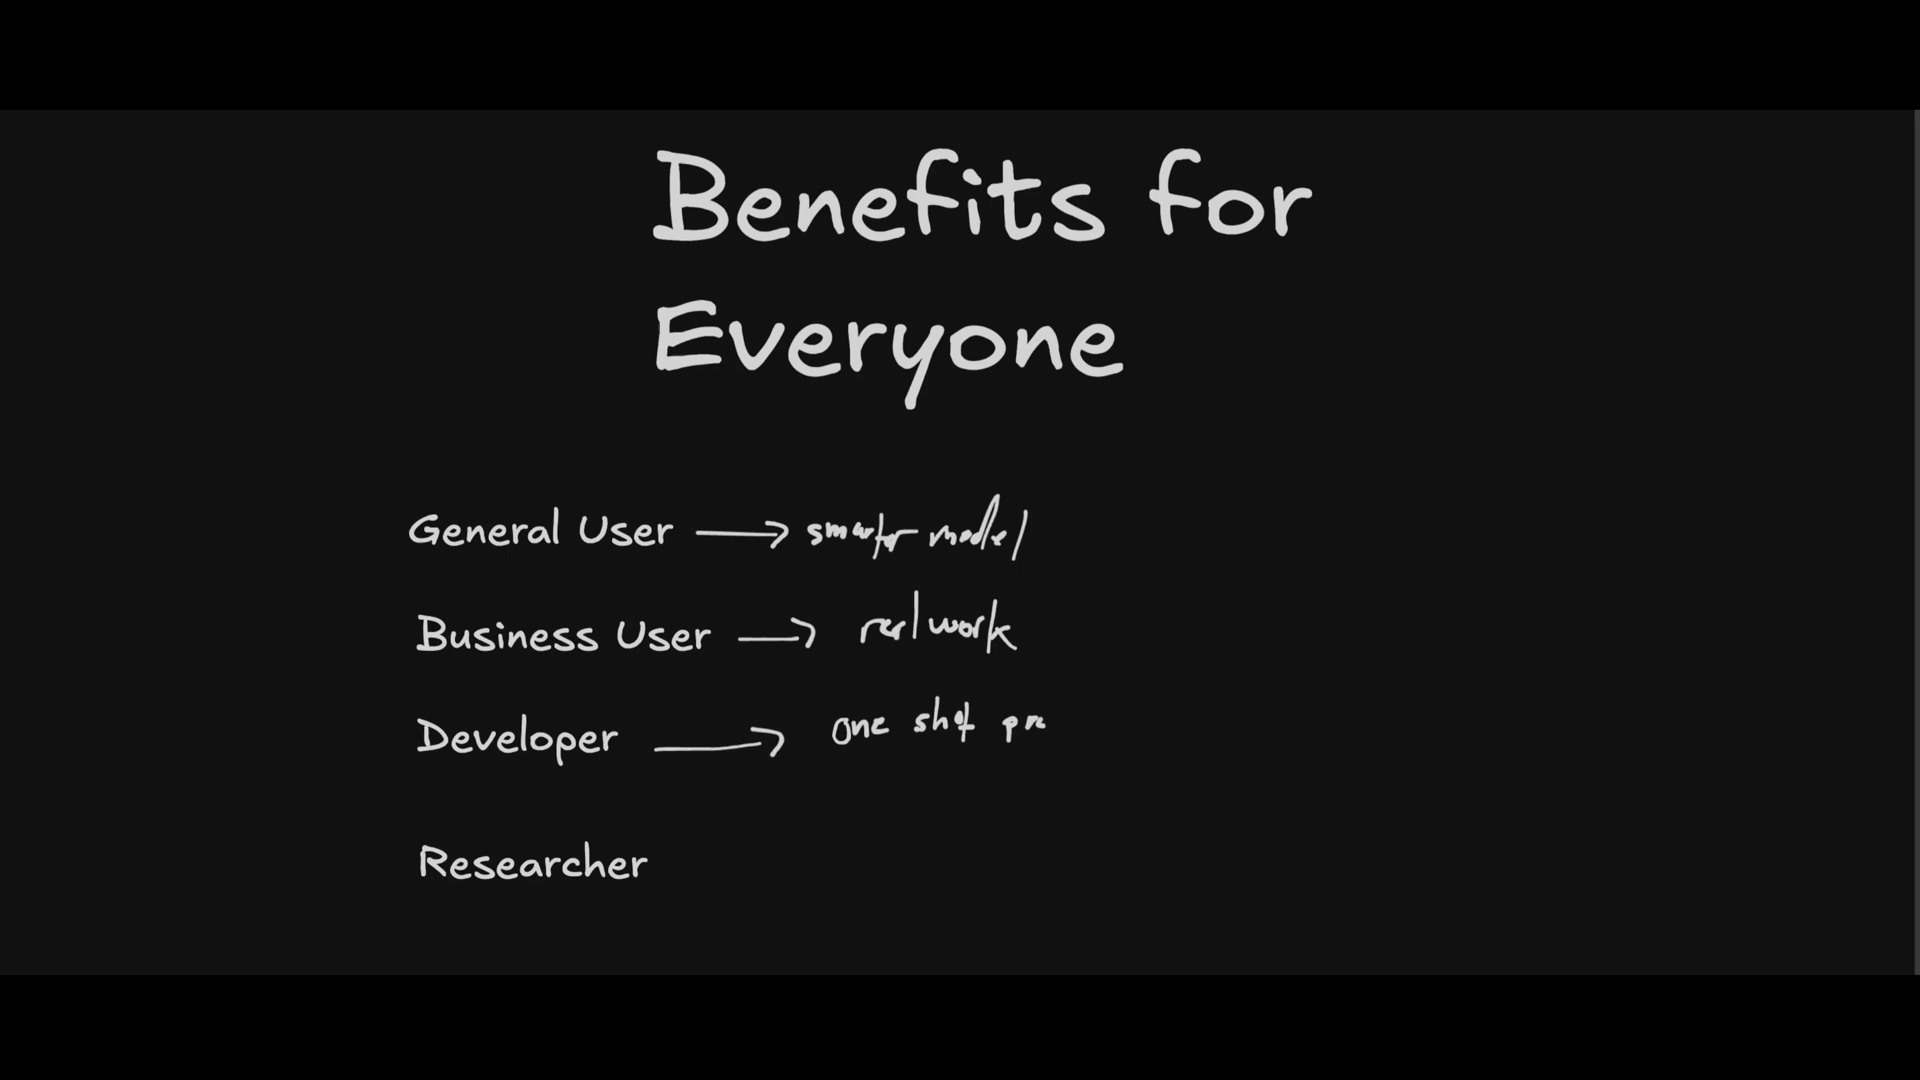 Benefits for
Everyone
General User → smarter model
Business User → real work
Developer → one shot
Researcher